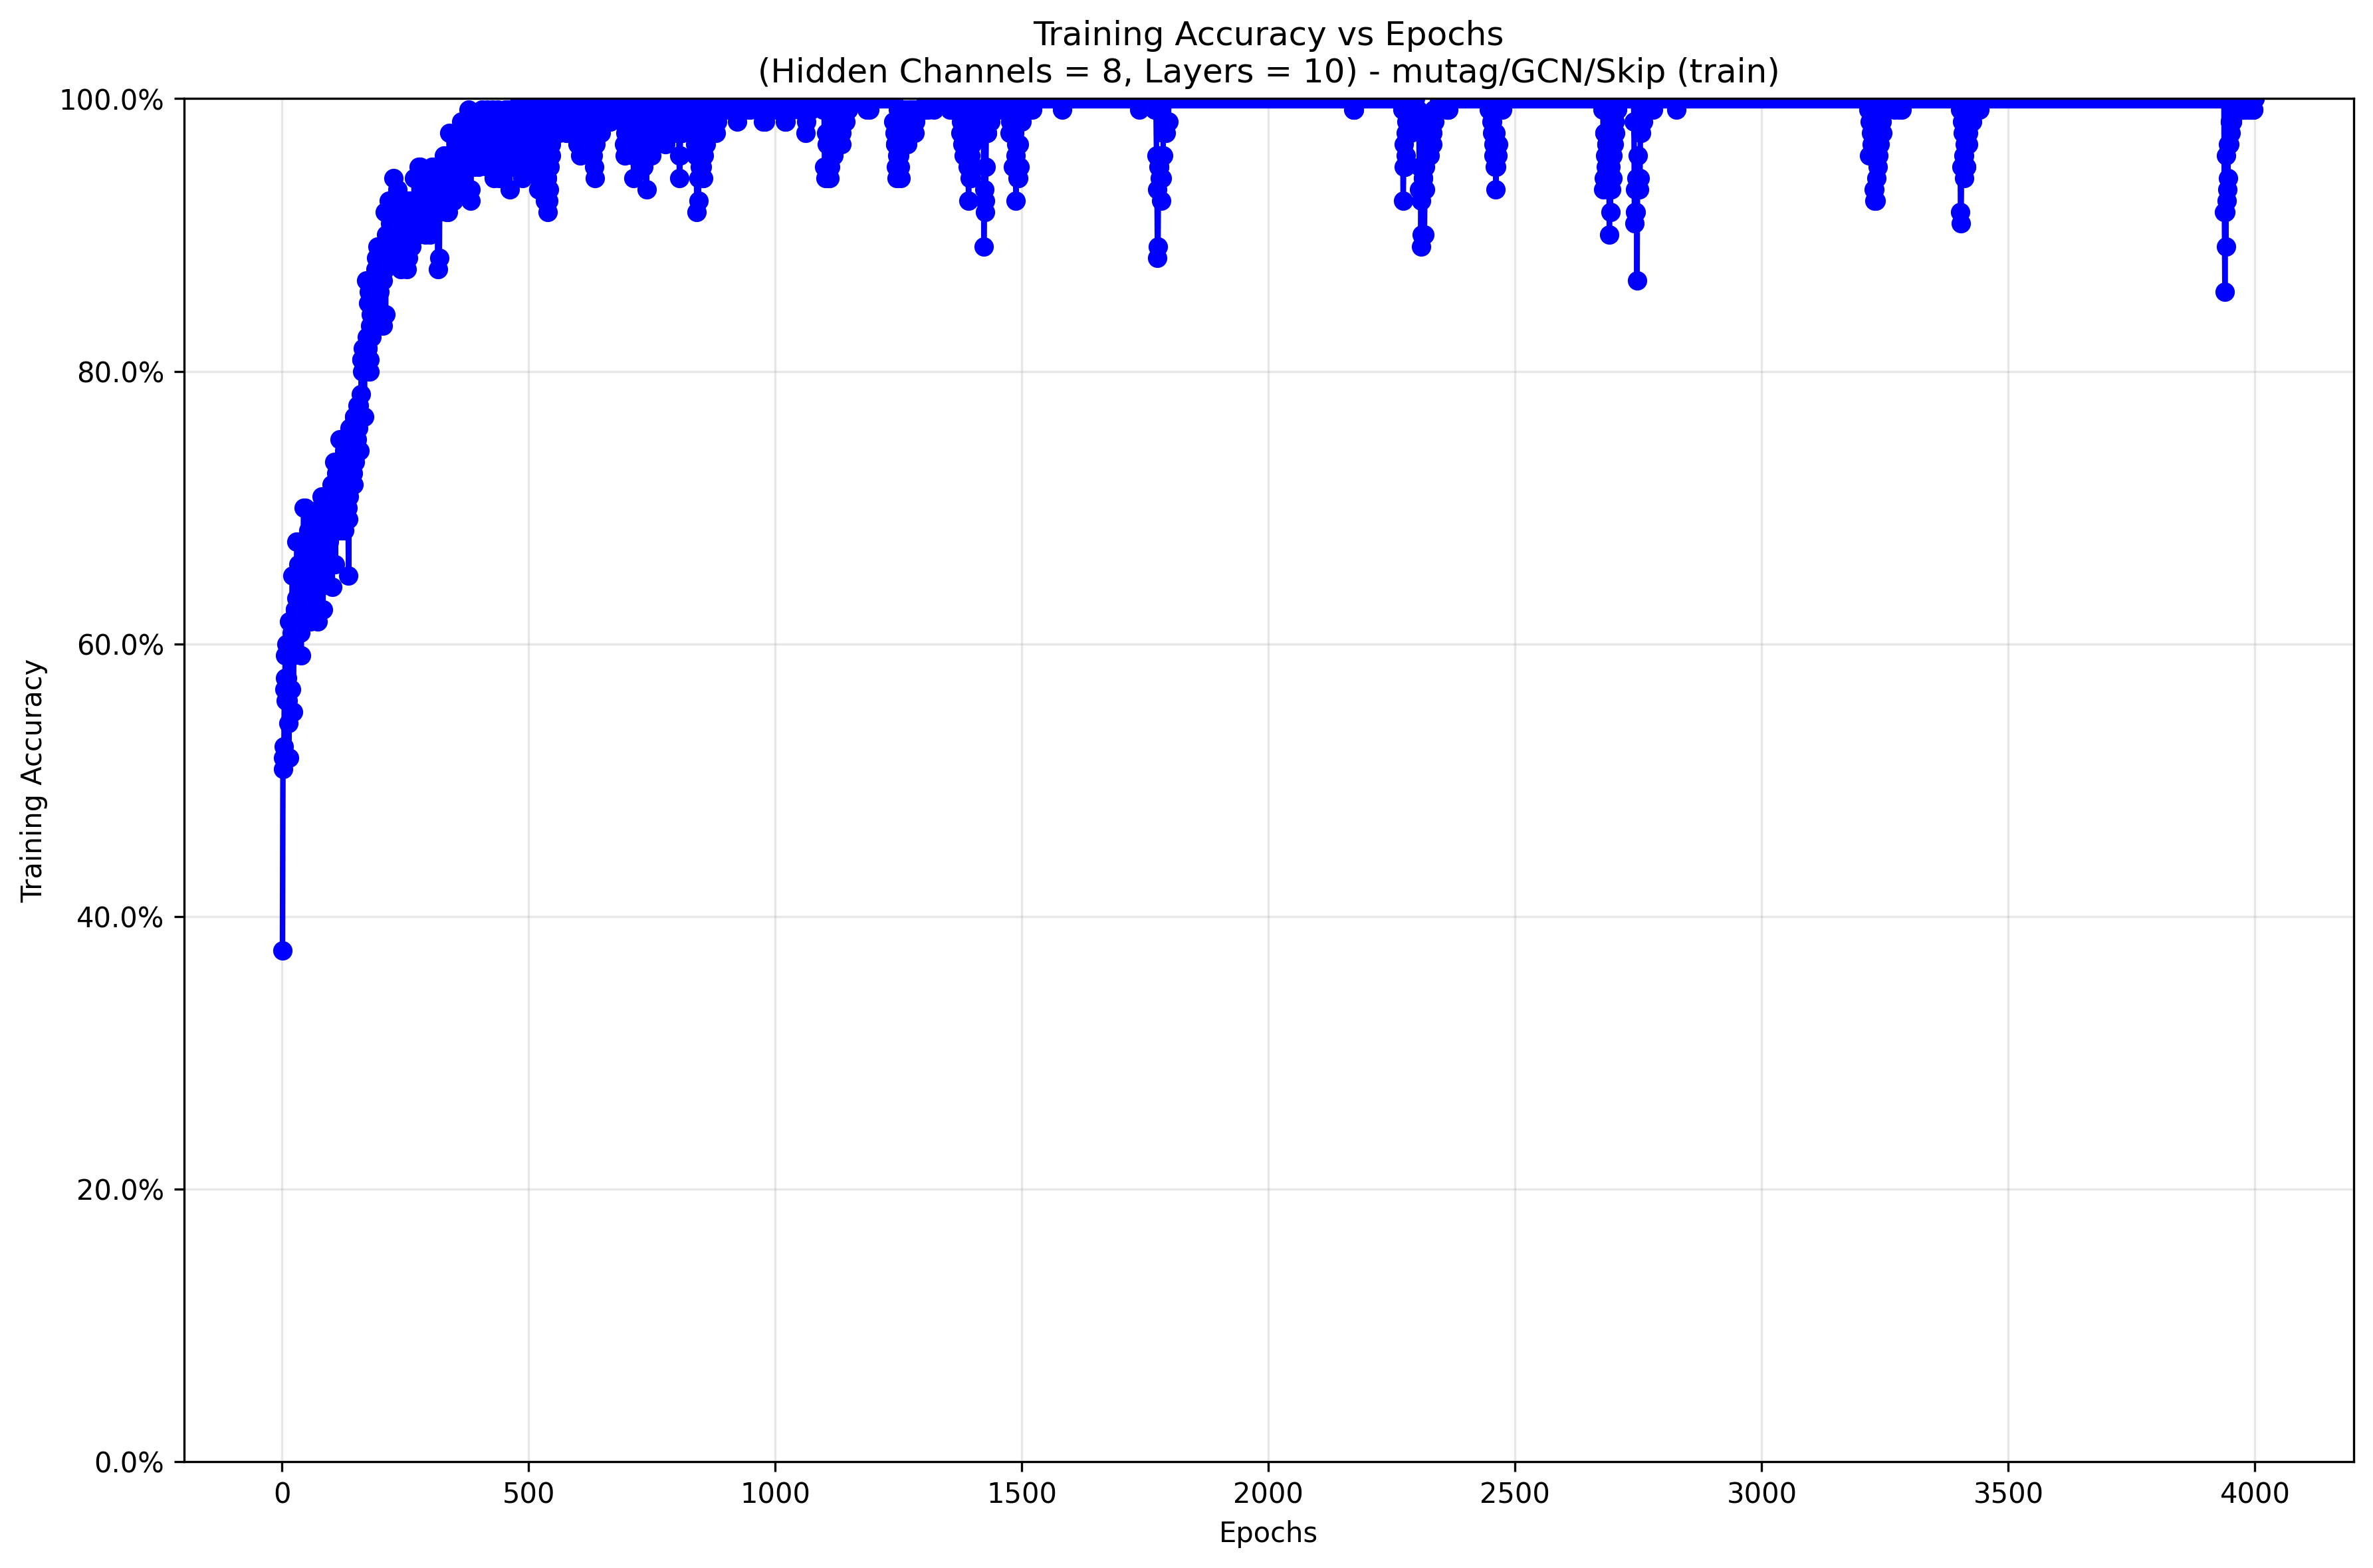 Training Accuracy vs Epochs
(Hidden Channels = 8, Layers = 10) - mutag/GCN/Skip (train)
Training Accuracy
100.0%
80.0%
60.0%
40.0%
20.0%
0.0%
0 500 1000 1500 2000 2500 3000 3500 4000
Epochs